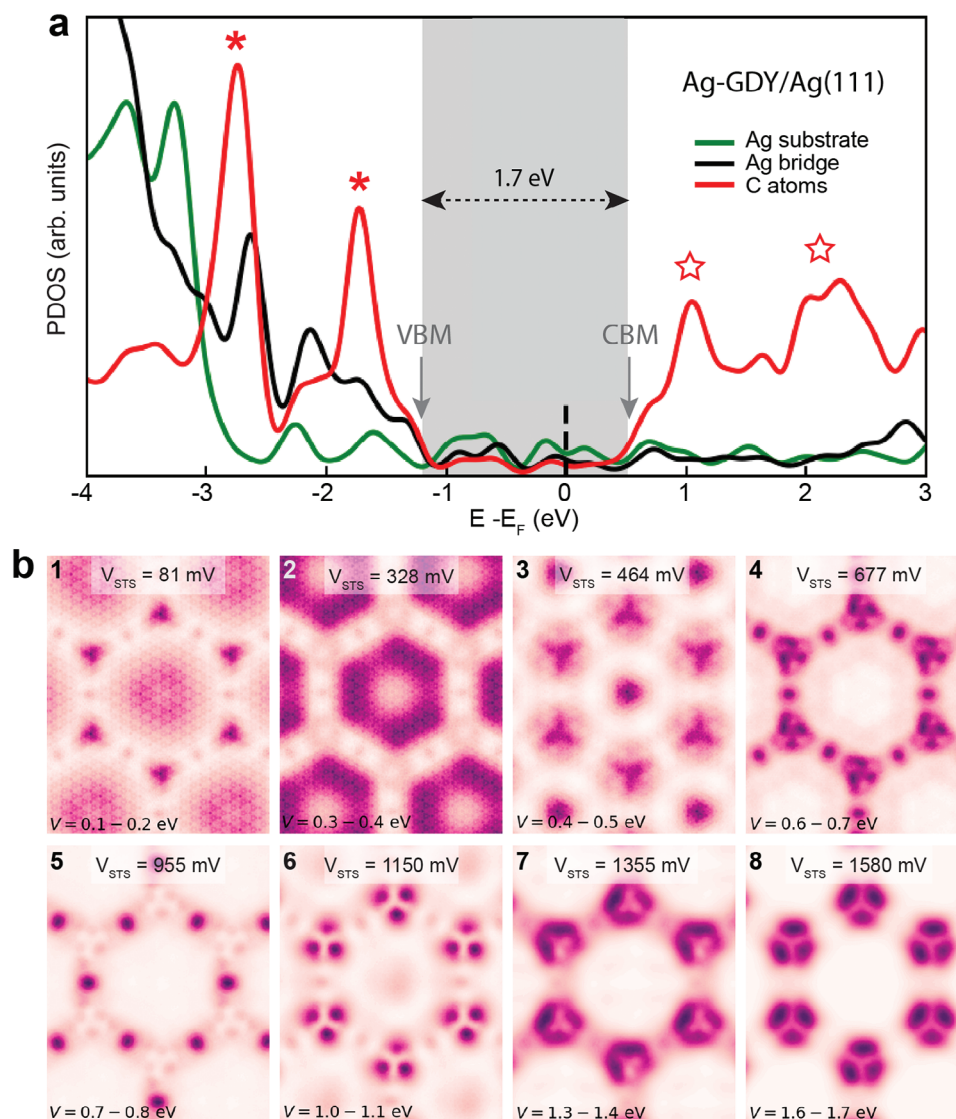 a
Ag-GDY/Ag(111)
Ag substrate
Ag bridge
C atoms
1.7 eV
VBM
CBM
PDOS (arb. units)
-4 -3 -2 -1 0 1 2 3
E -E_F (eV)
b
1 V_STS = 81 mV
V = 0.1 – 0.2 eV
2 V_STS = 328 mV
V = 0.3 – 0.4 eV
3 V_STS = 464 mV
V = 0.4 – 0.5 eV
4 V_STS = 677 mV
V = 0.6 – 0.7 eV
5 V_STS = 955 mV
V = 0.7 – 0.8 eV
6 V_STS = 1150 mV
V = 1.0 – 1.1 eV
7 V_STS = 1355 mV
V = 1.3 – 1.4 eV
8 V_STS = 1580 mV
V = 1.6 – 1.7 eV